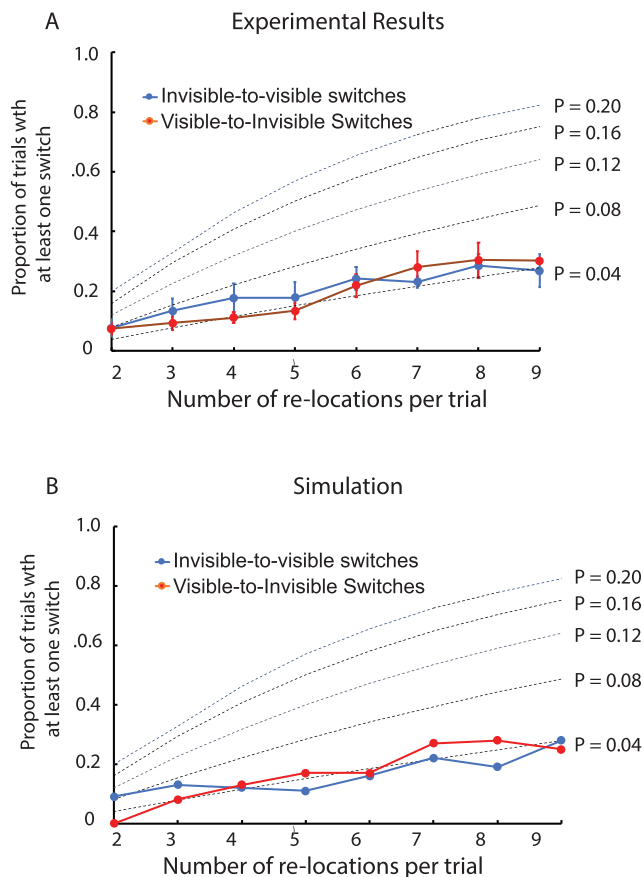 A
Experimental Results
Proportion of trials wth
at least one switch
1.0
0.8
0.6
0.4
0.2
0
Invisible-to-visible switches
Visible-to-Invisible Switches
P = 0.20
P = 0.16
P = 0.12
P = 0.08
P = 0.04
2 3 4 5 6 7 8 9
Number of re-locations per trial
B
Simulation
Proportion of trials wth
at least one switch
1.0
0.8
0.6
0.4
0.2
0
Invisible-to-visible switches
Visible-to-Invisible Switches
P = 0.20
P = 0.16
P = 0.12
P = 0.08
P = 0.04
2 3 4 5 6 7 8 9
Number of re-locations per trial